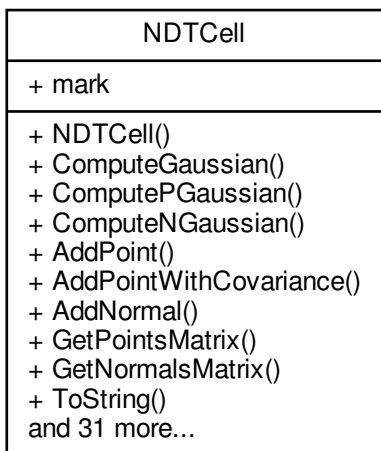 NDTCell
+ mark
+ NDTCell()
+ ComputeGaussian()
+ ComputePGaussian()
+ ComputeNGaussian()
+ AddPoint()
+ AddPointWithCovariance()
+ AddNormal()
+ GetPointsMatrix()
+ GetNormalsMatrix()
+ ToString()
and 31 more...